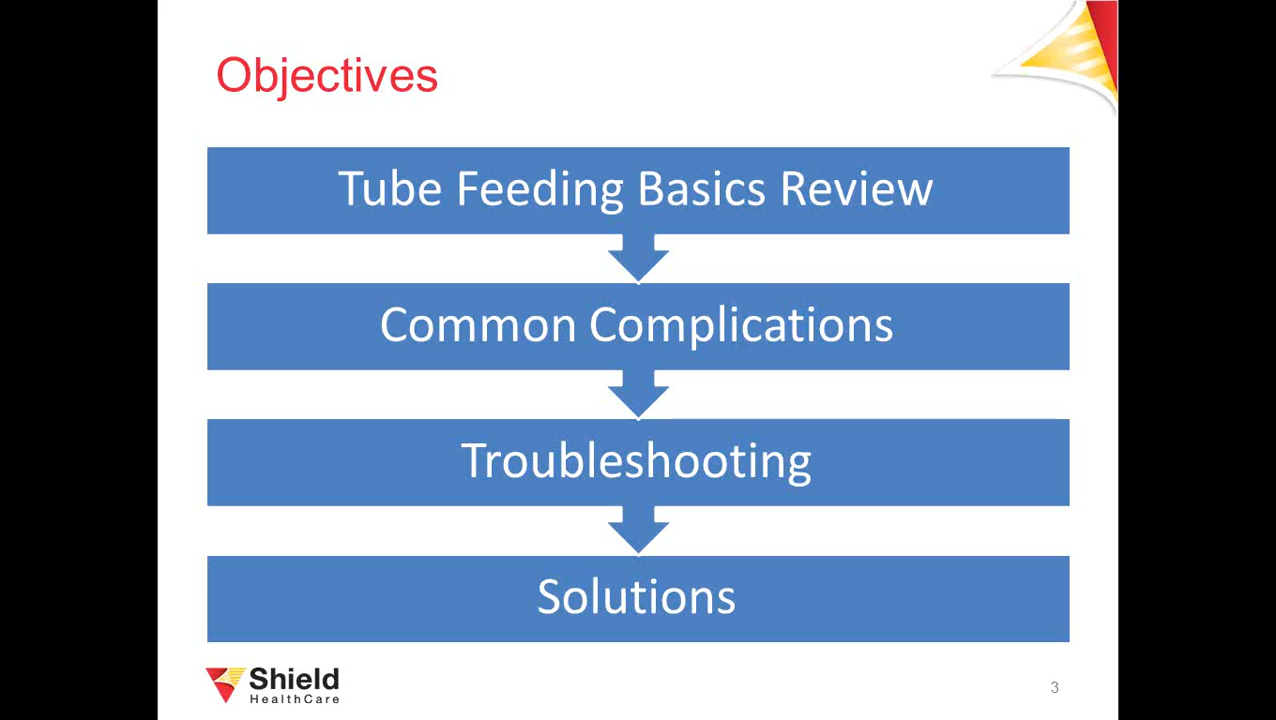 Objectives
Tube Feeding Basics Review
Common Complications
Troubleshooting
Solutions
Shield
HealthCare
3